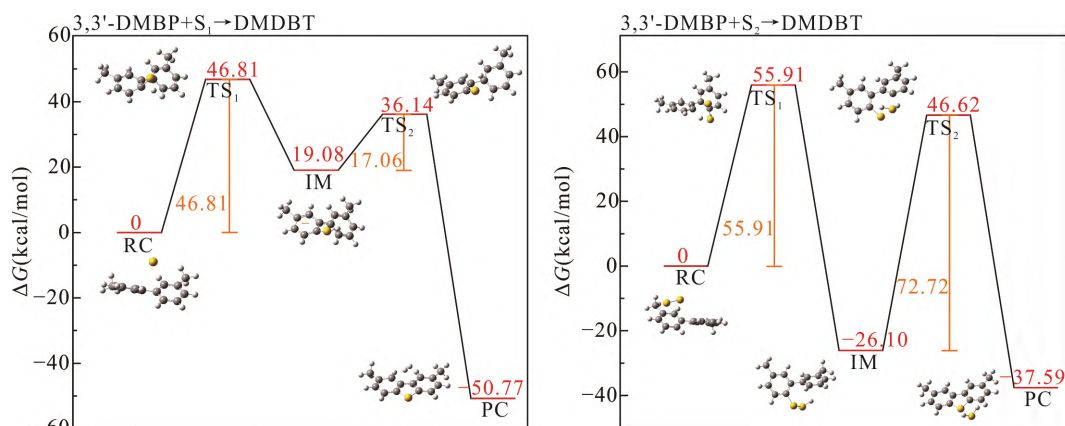 3,3'-DMBP+S₁→DMDBT
60
40
20
0
−20
−40
60
ΔG(kcal/mol)
46.81
TS₁
36.14
TS₂
19.08
17.06
IM
46.81
0
RC
−50.77
PC
3,3'-DMBP+S₂→DMDBT
60
40
20
0
−20
−40
ΔG(kcal/mol)
55.91
TS₁
46.62
TS₂
0
RC
55.91
72.72
−26.10
IM
−37.59
PC